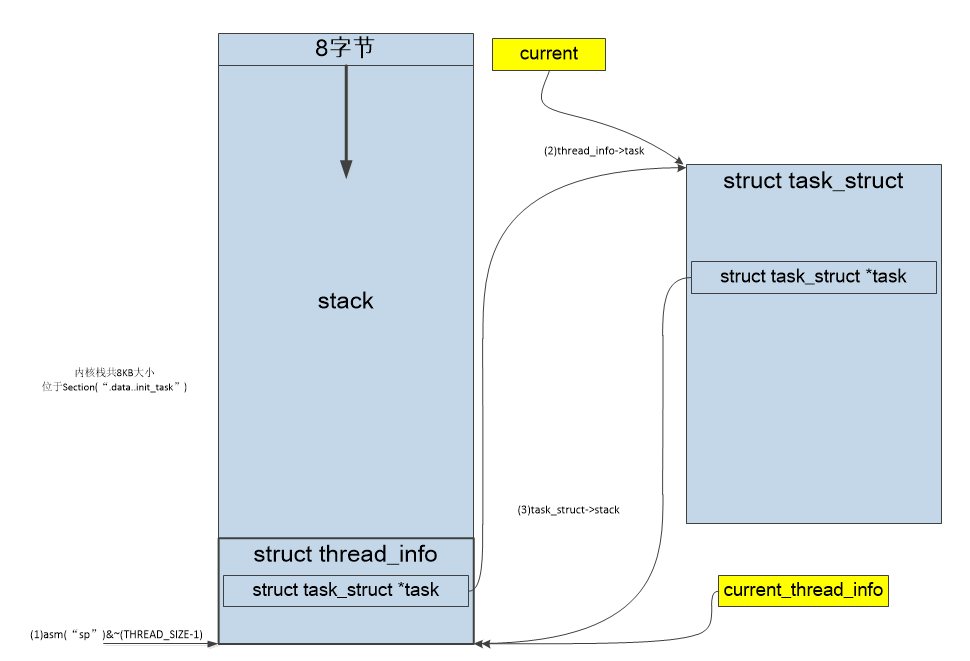 8字节
current
(2)thread_info->task
struct task_struct
struct task_struct *task
stack
内核栈共8KB大小
位于Section(“.data..init_task”)
(3)task_struct->stack
struct thread_info
struct task_struct *task
current_thread_info
(1)asm(“sp”)&~(THREAD_SIZE-1)